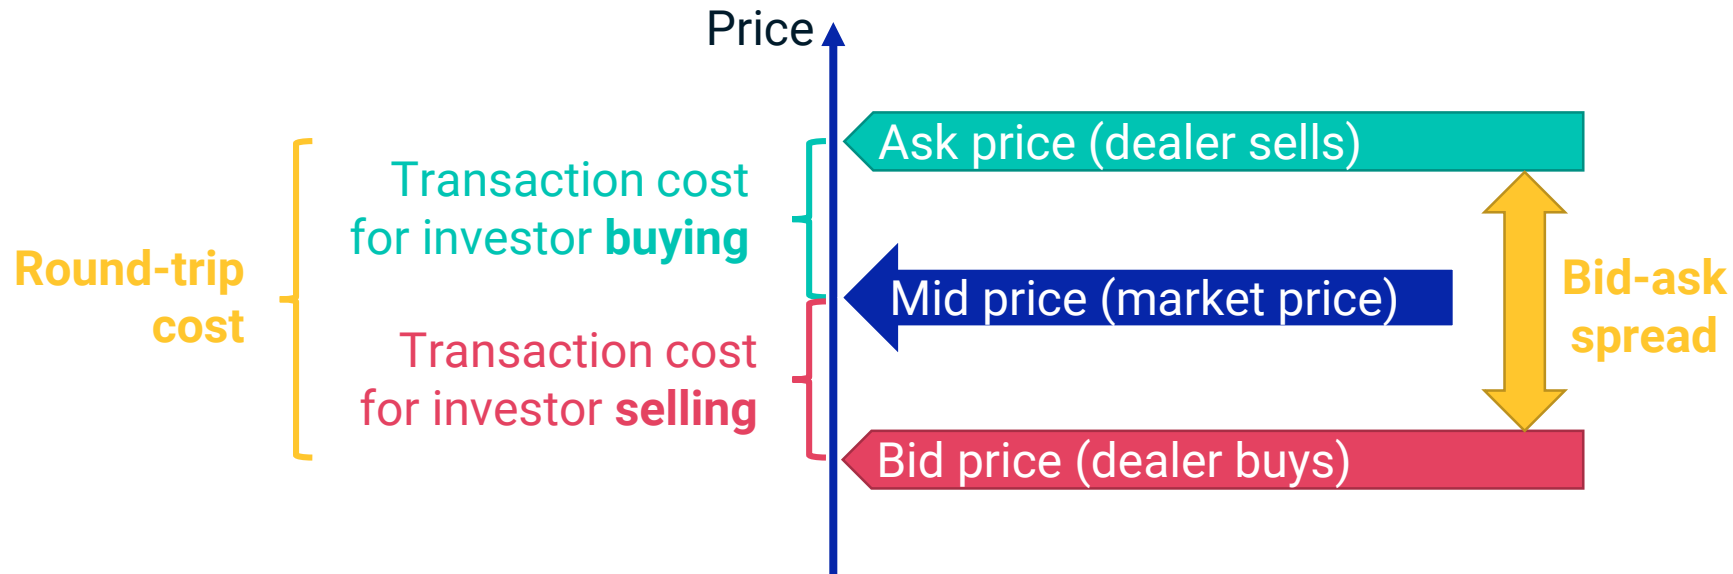 Price
Ask price (dealer sells)
Transaction cost
for investor buying
Round-trip
cost
Mid price (market price)
Bid-ask
spread
Transaction cost
for investor selling
Bid price (dealer buys)